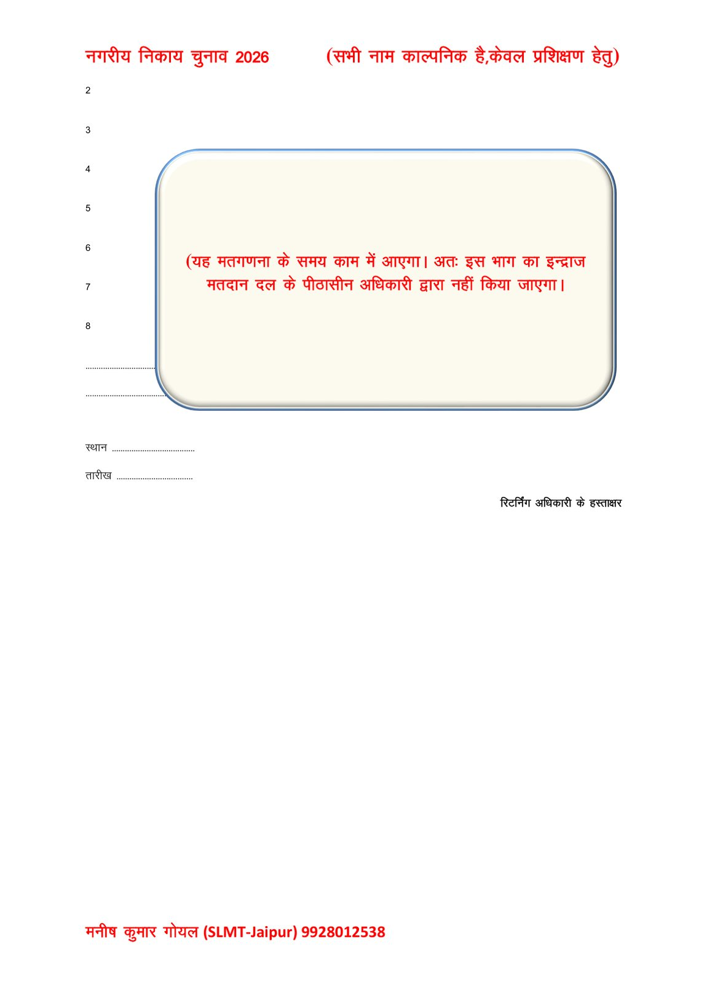 नगरीय निकाय चुनाव 2026 (सभी नाम काल्पनिक है,केवल प्रशिक्षण हेतु)
2
3
4
5
6
7
8
(यह मतगणना के समय काम में आएगा। अतः इस भाग का इन्द्राज
मतदान दल के पीठासीन अधिकारी द्वारा नहीं किया जाएगा।
................................
.....................................
स्थान ......................................
तारीख ...................................
रिटर्निंग अधिकारी के हस्ताक्षर
मनीष कुमार गोयल (SLMT-Jaipur) 9928012538